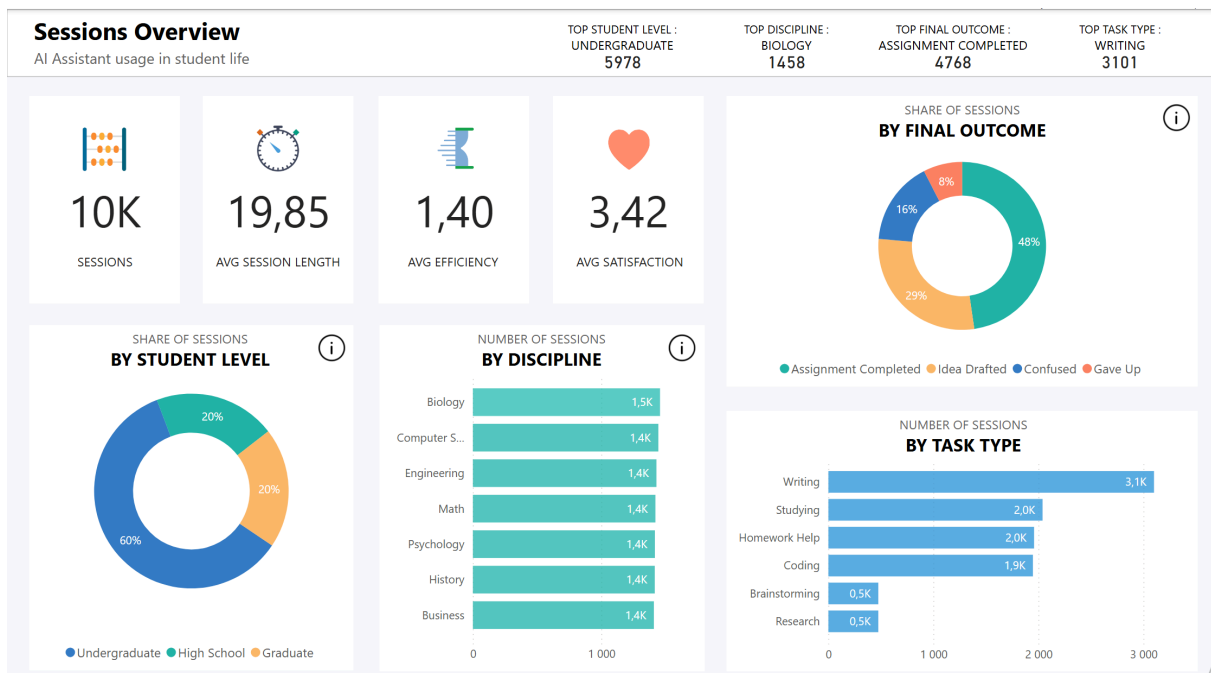 Sessions Overview
AI Assistant usage in student life
TOP STUDENT LEVEL :
UNDERGRADUATE
5978
TOP DISCIPLINE :
BIOLOGY
1458
TOP FINAL OUTCOME :
ASSIGNMENT COMPLETED
4768
TOP TASK TYPE :
WRITING
3101
10K
SESSIONS
19,85
AVG SESSION LENGTH
1,40
AVG EFFICIENCY
3,42
AVG SATISFACTION
SHARE OF SESSIONS
BY FINAL OUTCOME
i
8%
16%
48%
29%
Assignment Completed Idea Drafted Confused Gave Up
SHARE OF SESSIONS
BY STUDENT LEVEL
i
20%
20%
60%
Undergraduate High School Graduate
NUMBER OF SESSIONS
BY DISCIPLINE
i
Biology 1,5K
Computer S... 1,4K
Engineering 1,4K
Math 1,4K
Psychology 1,4K
History 1,4K
Business 1,4K
0 1 000
NUMBER OF SESSIONS
BY TASK TYPE
Writing 3,1K
Studying 2,0K
Homework Help 2,0K
Coding 1,9K
Brainstorming 0,5K
Research 0,5K
0 1 000 2 000 3 000